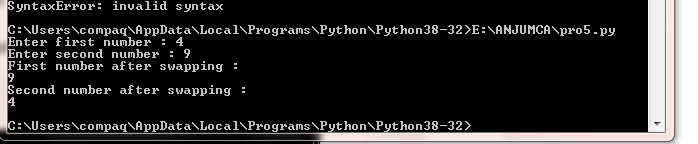 SyntaxError: invalid syntax
C:\Users\compaq\AppData\Local\Programs\Python\Python38-32>E:\ANJUMCA\pro5.py
Enter first number : 4
Enter second number : 9
First number after swapping :
9
Second number after swapping :
4
C:\Users\compaq\AppData\Local\Programs\Python\Python38-32>